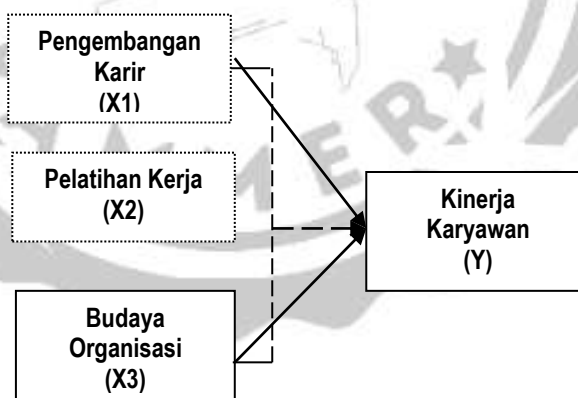 Pengembangan
Karir
(X1)
Pelatihan Kerja
(X2)
Kinerja
Karyawan
(Y)
Budaya
Organisasi
(X3)